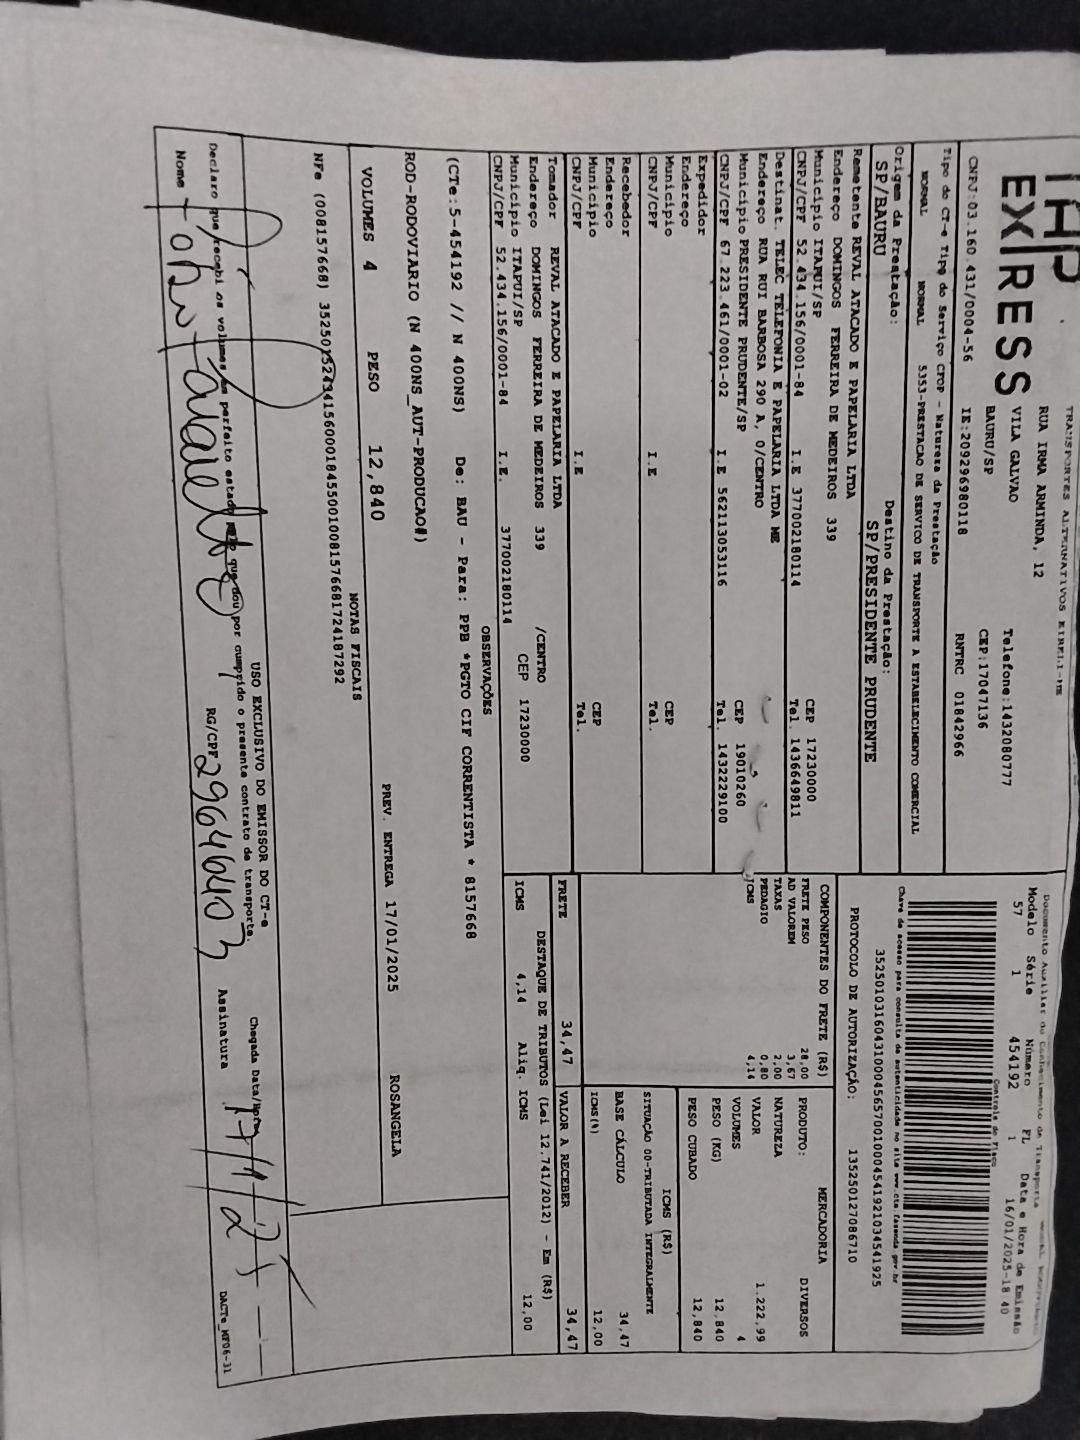 THP
EXPRESS
TRANSPORTES ALTERNATIVOS EIRELI-ME
RUA IRMA ARMINDA, 12
VILA GALVAO
BAURU/SP
Telefone:1432080777
CEP:17047136
CNPJ:03.160.431/0004-56
IE:209296980118
RNTRC 01842966
Documento Auxiliar do Conhecimento de Transporte
Modelo Série Número FL Data e Hora de Emissão
57 1 454192 1 16/01/2025-18 40
Controle do Fisco
Chave de acesso para consulta de autenticidade no site www.cte.fazenda.gov.br
PROTOCOLO DE AUTORIZAÇÃO: 135250127086710
Tipo do CT-e Tipo do Serviço CFOP - Natureza da Prestação
NORMAL NORMAL 5353-PRESTACAO DE SERVICO DE TRANSPORTE A ESTABELECIMENTO COMERCIAL
Origem da Prestação: Destino da Prestação:
SP/BAURU SP/PRESIDENTE PRUDENTE
Remetente REVAL ATACADO E PAPELARIA LTDA
Endereço DOMINGOS FERREIRA DE MEDEIROS 339
Município ITAPUI/SP CEP 17230000
CNPJ/CPF 52.434.156/0001-84 I.E 377002180114 Tel. 1436649811
Destinat. TELEC TELEFONIA E PAPELARIA LTDA ME
Endereço RUA RUI BARBOSA 290 A, 0/CENTRO
Município PRESIDENTE PRUDENTE/SP CEP 19010260
CNPJ/CPF 67.223.461/0001-02 I.E 562113053116 Tel. 1432229100
Expedidor
Endereço
Município CEP
CNPJ/CPF I.E Tel.
Recebedor
Endereço
Município CEP
CNPJ/CPF I.E Tel.
Tomador REVAL ATACADO E PAPELARIA LTDA
Endereço DOMINGOS FERREIRA DE MEDEIROS 339 /CENTRO
Município ITAPUI/SP CEP 17230000
CNPJ/CPF 52.434.156/0001-84 I.E. 377002180114
COMPONENTES DO FRETE (R$)
FRETE PESO 28,00
AD VALOREM 3,67
TAXAS 2,00
PEDAGIO 0,80
ICMS 4,14
MERCADORIA
PRODUTO: DIVERSOS
NATUREZA
VALOR 1.222,99
VOLUMES 4
PESO (KG) 12,840
PESO CUBADO 12,840
ICMS (R$)
SITUAÇÃO 00-TRIBUTADA INTEGRALMENTE
BASE CÁLCULO 34,47
ICMS(%) 12,00
FRETE 34,47 VALOR A RECEBER 34,47
DESTAQUE DE TRIBUTOS (Lei 12.741/2012) - Em (R$)
ICMS 4,14 Aliq. ICMS 12,00
OBSERVAÇÕES
(CTe:5-454192 // N 400NS) De: BAU - Para: PPB *PGTO CIF CORRENTISTA * 8157668
ROD-RODOVIARIO (N 400NS_AUT-PRODUCAO#)
PREV. ENTREGA 17/01/2025 ROSANGELA
VOLUMES 4 PESO 12,840
NOTAS FISCAIS
USO EXCLUSIVO DO EMISSOR DO CT-e
Declaro que recebi os volumes em perfeito estado pelo que dou por cumprido o presente contrato de transporte.
Chegada Data/Hora
Nome RG/CPF 29646403 Assinatura 17/1/25
DACTe_MF06-31